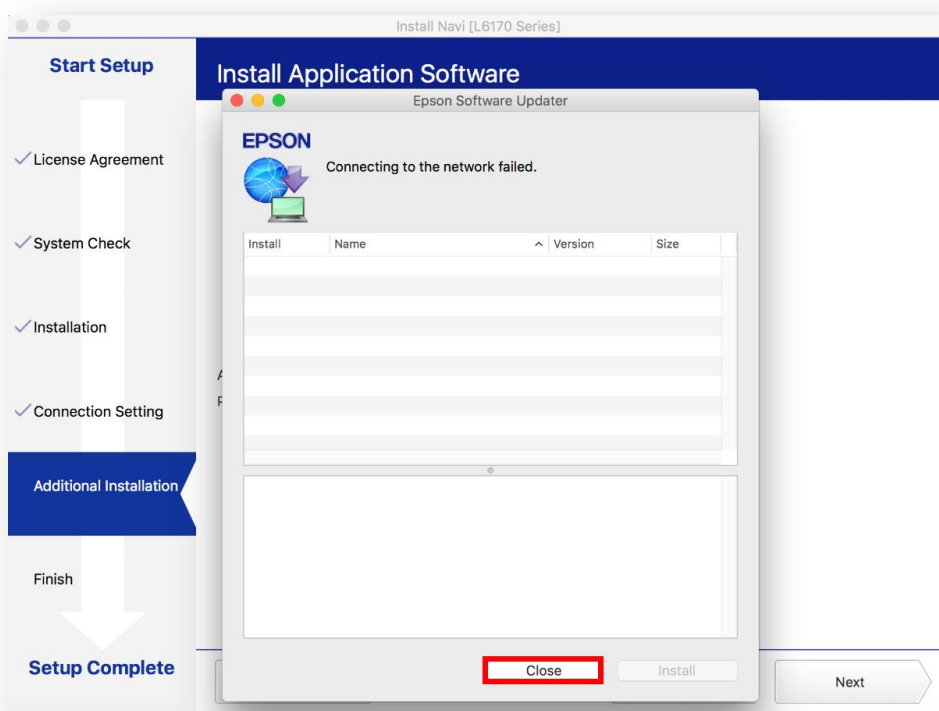 Install Navi [L6170 Series]
Start Setup
Install Application Software
License Agreement
System Check
Installation
Connection Setting
Additional Installation
Finish
Setup Complete
Epson Software Updater
EPSON
Connecting to the network failed.
Install Name Version Size
Close Install
Next